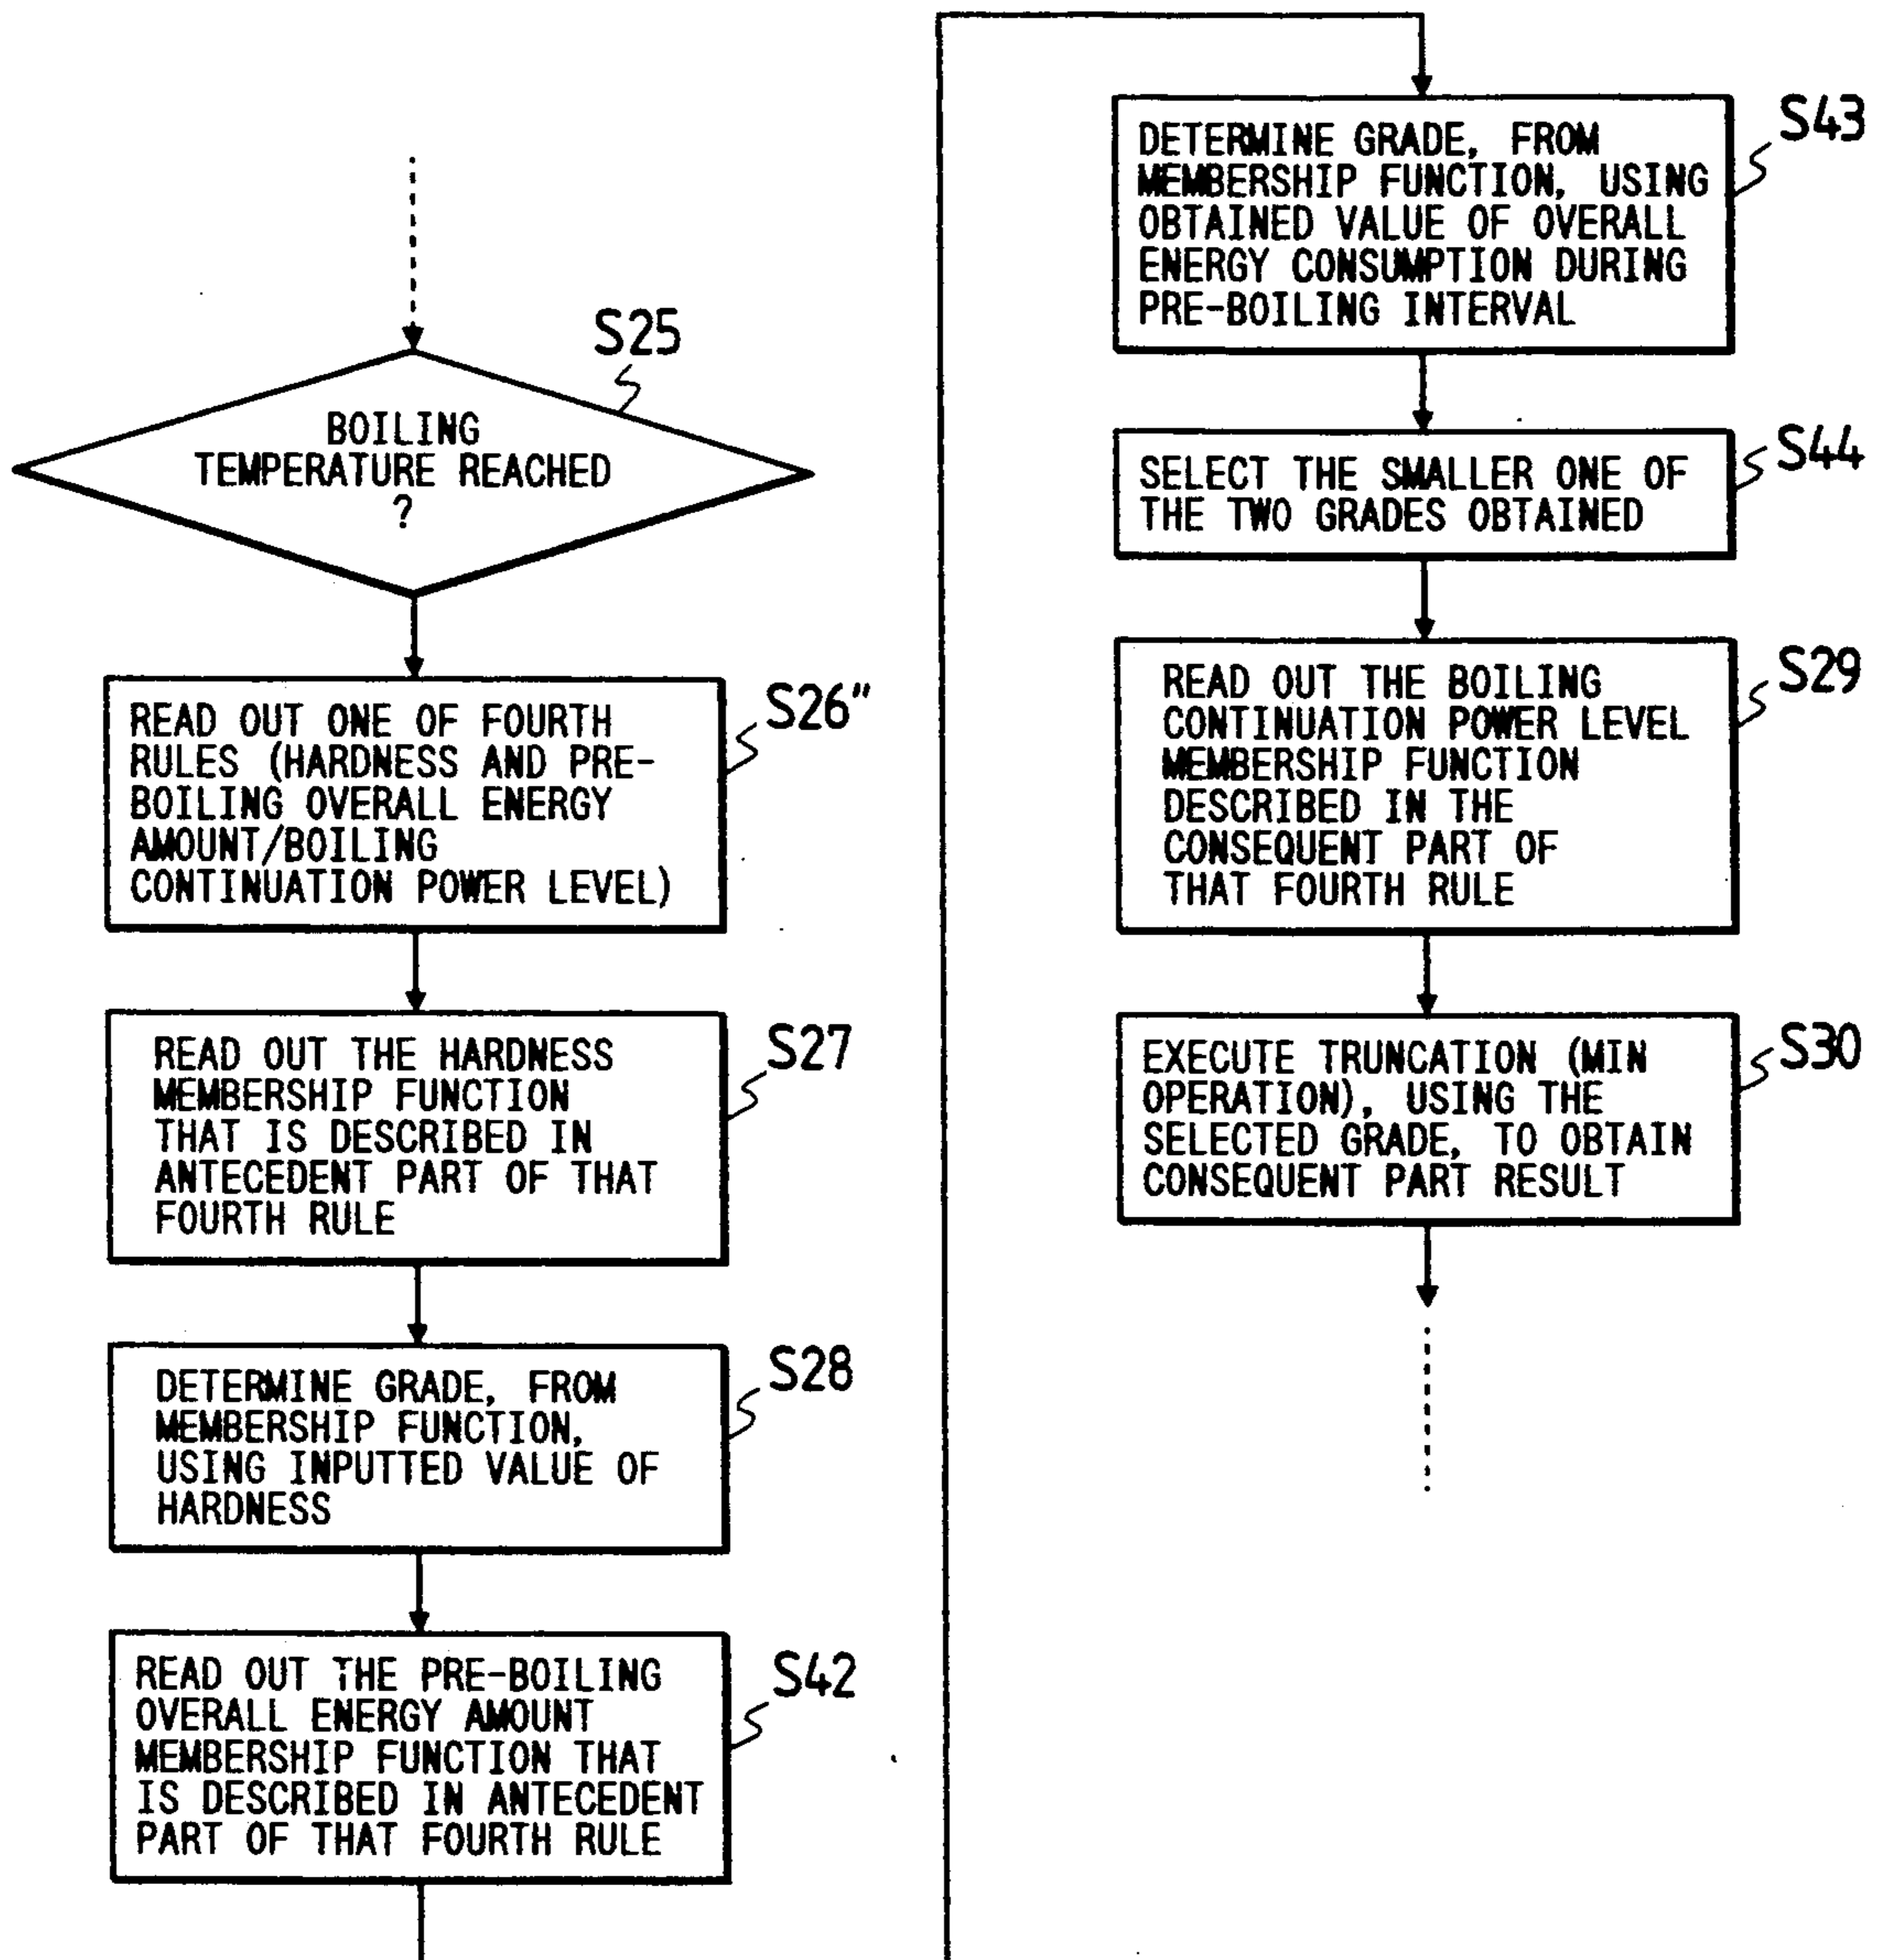 S25
BOILING
TEMPERATURE REACHED
?
S26"
READ OUT ONE OF FOURTH
RULES (HARDNESS AND PRE-
BOILING OVERALL ENERGY
AMOUNT/BOILING
CONTINUATION POWER LEVEL)
S27
READ OUT THE HARDNESS
MEMBERSHIP FUNCTION
THAT IS DESCRIBED IN
ANTECEDENT PART OF THAT
FOURTH RULE
S28
DETERMINE GRADE, FROM
MEMBERSHIP FUNCTION,
USING INPUTTED VALUE OF
HARDNESS
S42
READ OUT THE PRE-BOILING
OVERALL ENERGY AMOUNT
MEMBERSHIP FUNCTION THAT
IS DESCRIBED IN ANTECEDENT
PART OF THAT FOURTH RULE
S43
DETERMINE GRADE, FROM
MEMBERSHIP FUNCTION, USING
OBTAINED VALUE OF OVERALL
ENERGY CONSUMPTION DURING
PRE-BOILING INTERVAL
S44
SELECT THE SMALLER ONE OF
THE TWO GRADES OBTAINED
S29
READ OUT THE BOILING
CONTINUATION POWER LEVEL
MEMBERSHIP FUNCTION
DESCRIBED IN THE
CONSEQUENT PART OF
THAT FOURTH RULE
S30
EXECUTE TRUNCATION (MIN
OPERATION), USING THE
SELECTED GRADE, TO OBTAIN
CONSEQUENT PART RESULT